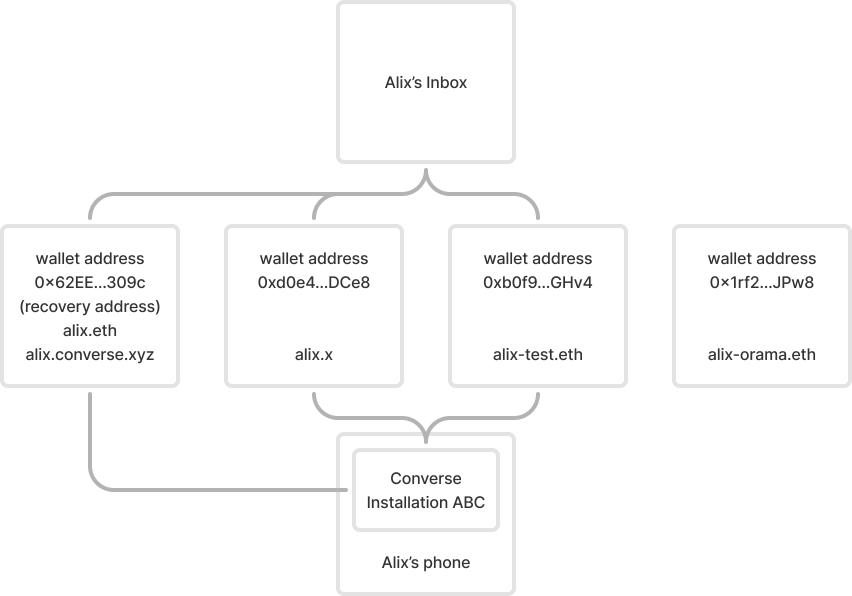 Alix’s Inbox
wallet address
0×62EE...309c
(recovery address)
alix.eth
alix.converse.xyz
wallet address
0xd0e4...DCe8
alix.x
wallet address
0xb0f9...GHv4
alix-test.eth
wallet address
0×1rf2...JPw8
alix-orama.eth
Converse
Installation ABC
Alix’s phone